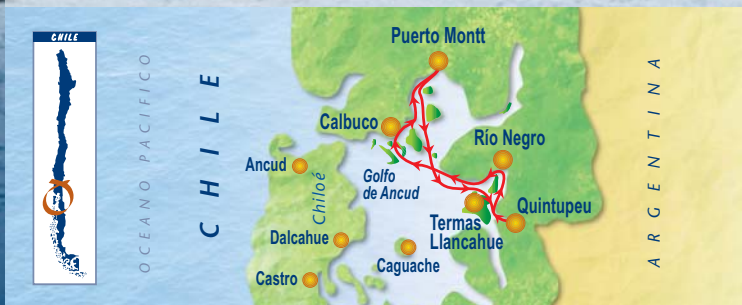 CHILE
OCEANO PACIFICO
CHILE
Puerto Montt
Calbuco
Río Negro
Ancud
Golfo
de Ancud
Chiloé
Quintupeu
Termas
Llancahue
Dalcahue
Caguache
Castro
ARGENTINA